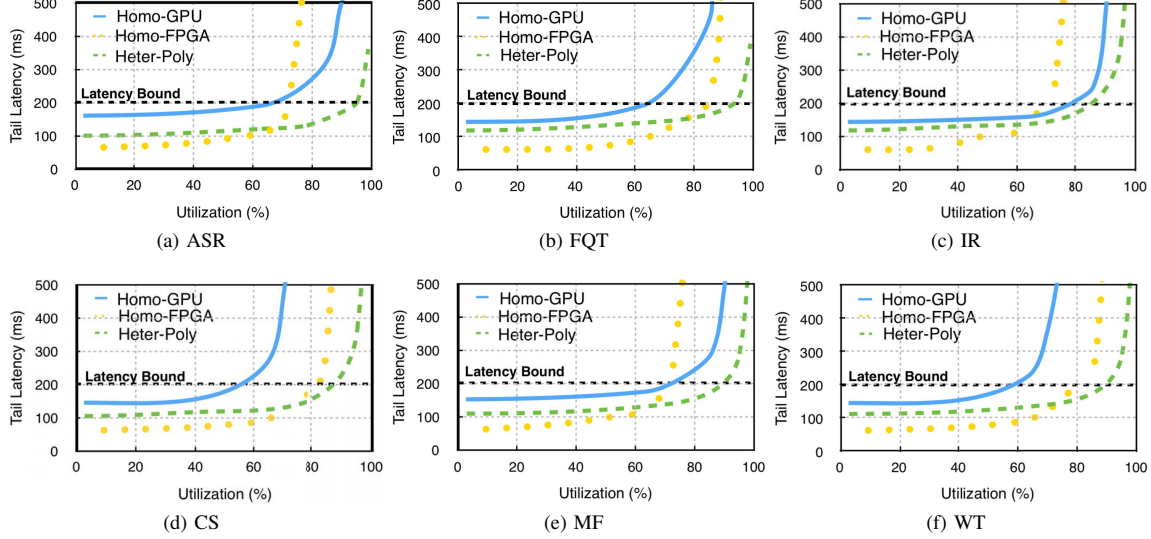 500
400
300
200
100
0
Tail Latency (ms)
Homo-GPU
Homo-FPGA
Heter-Poly
Latency Bound
0 20 40 60 80 100
Utilization (%)
(a) ASR
500
400
300
200
100
0
Tail Latency (ms)
Homo-GPU
Homo-FPGA
Heter-Poly
Latency Bound
0 20 40 60 80 100
Utilization (%)
(b) FQT
500
400
300
200
100
0
Tail Latency (ms)
Homo-GPU
Homo-FPGA
Heter-Poly
Latency Bound
0 20 40 60 80 100
Utilization (%)
(c) IR
500
400
300
200
100
0
Tail Latency (ms)
Homo-GPU
Homo-FPGA
Heter-Poly
Latency Bound
0 20 40 60 80 100
Utilization (%)
(d) CS
500
400
300
200
100
0
Tail Latency (ms)
Homo-GPU
Homo-FPGA
Heter-Poly
Latency Bound
0 20 40 60 80 100
Utilization (%)
(e) MF
500
400
300
200
100
0
Tail Latency (ms)
Homo-GPU
Homo-FPGA
Heter-Poly
Latency Bound
0 20 40 60 80 100
Utilization (%)
(f) WT